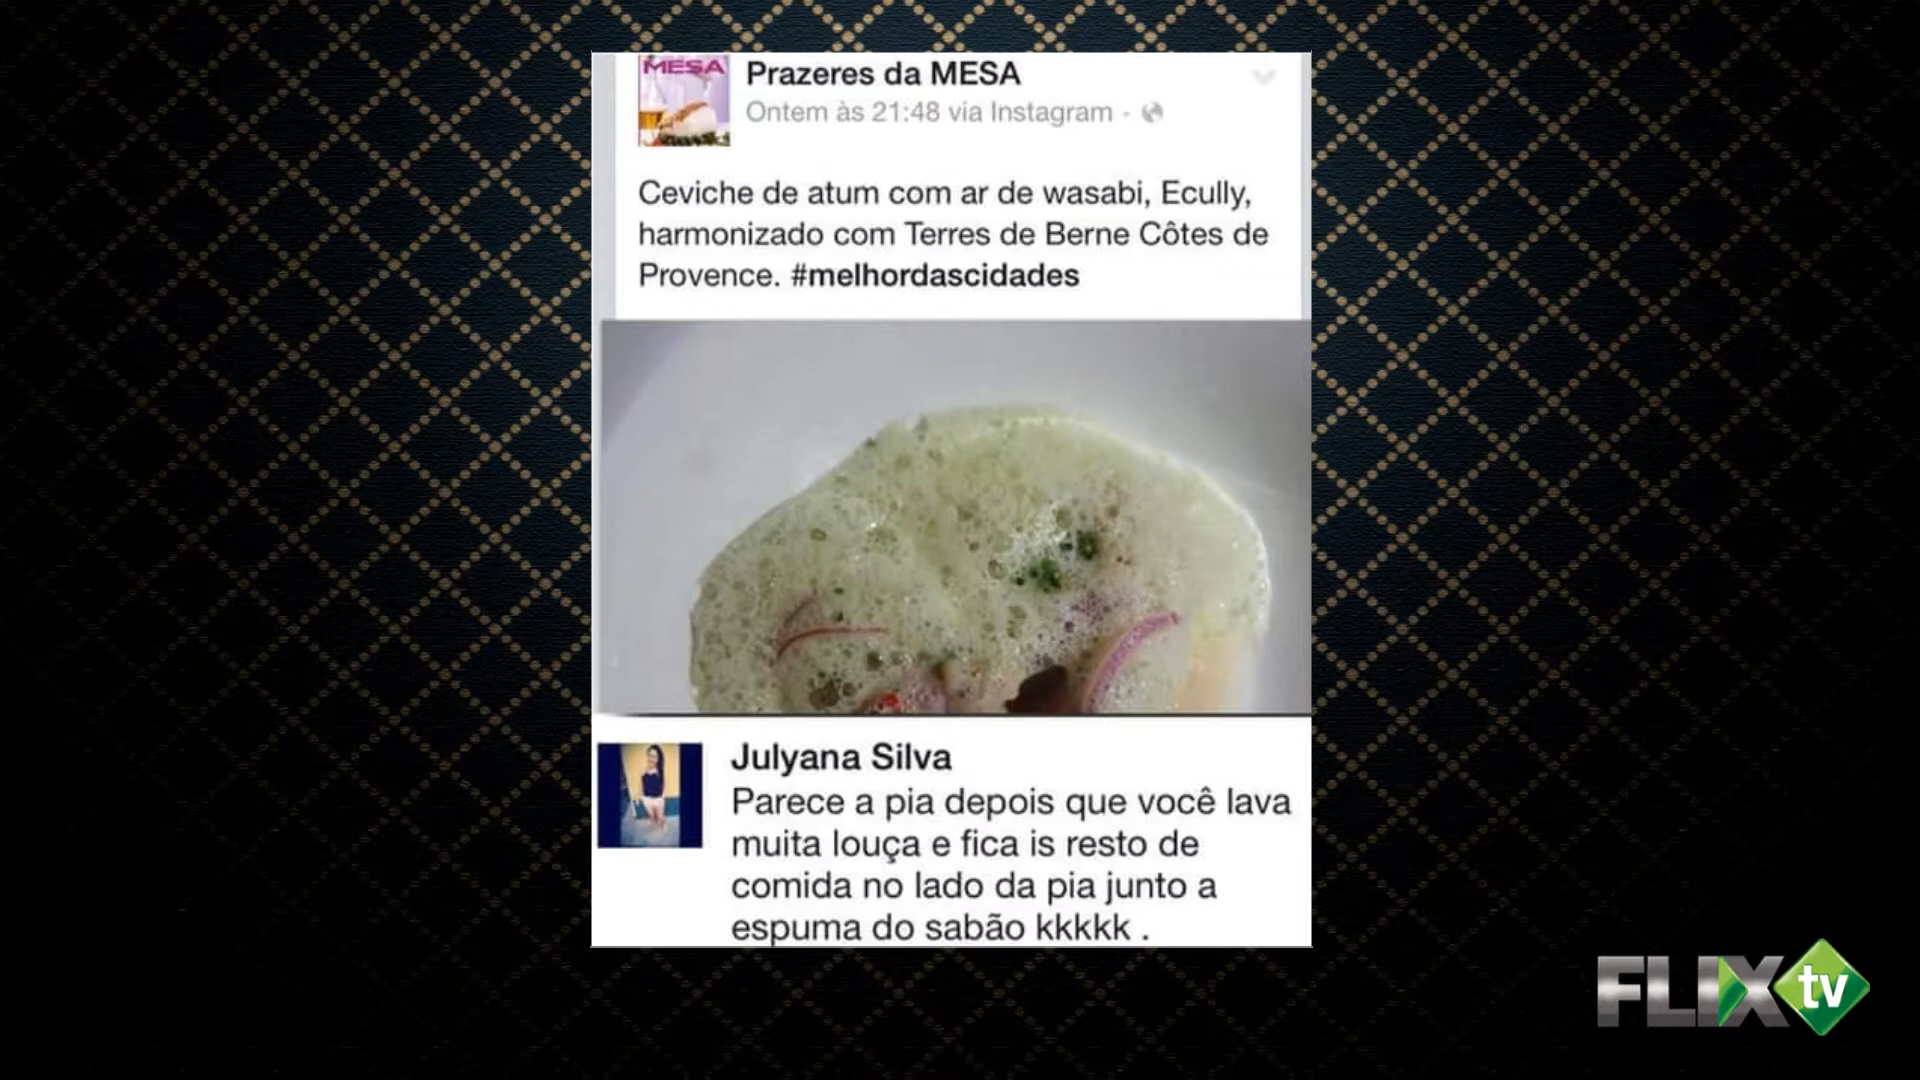 MESA
Prazeres da MESA
Ontem às 21:48 via Instagram ·
Ceviche de atum com ar de wasabi, Ecully,
harmonizado com Terres de Berne Côtes de
Provence. #melhordascidades
Julyana Silva
Parece a pia depois que você lava
muita louça e fica is resto de
comida no lado da pia junto a
espuma do sabão kkkkk .
FLIX tv